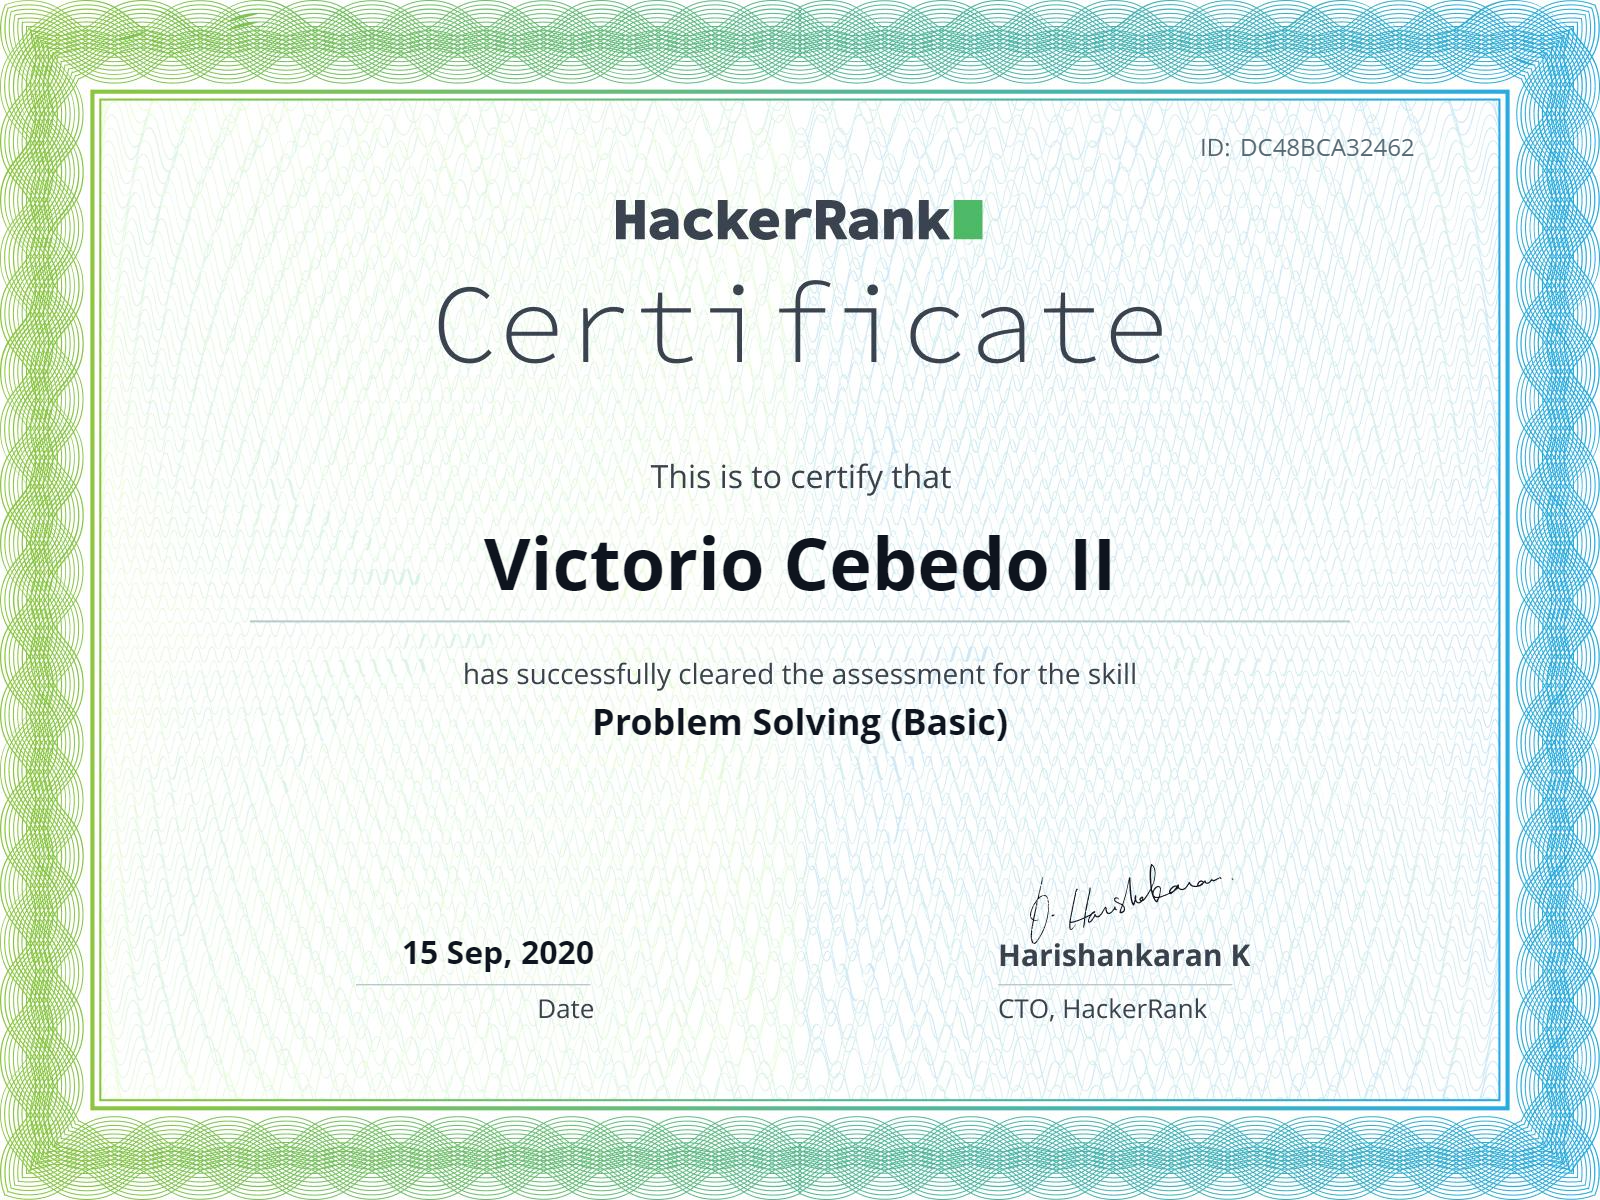 ID: DC48BCA32462
HackerRank
Certificate
This is to certify that
Victorio Cebedo II
has successfully cleared the assessment for the skill
Problem Solving (Basic)
15 Sep, 2020
Date
Harishankaran K
CTO, HackerRank